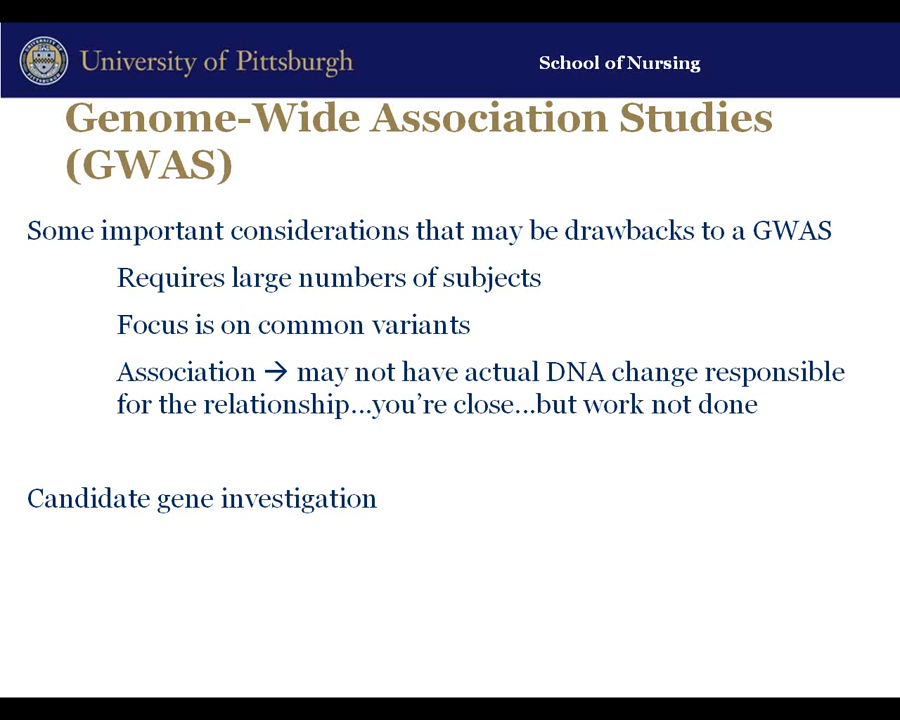 University of Pittsburgh
School of Nursing
Genome-Wide Association Studies
(GWAS)
Some important considerations that may be drawbacks to a GWAS
Requires large numbers of subjects
Focus is on common variants
Association → may not have actual DNA change responsible
for the relationship…you’re close…but work not done
Candidate gene investigation